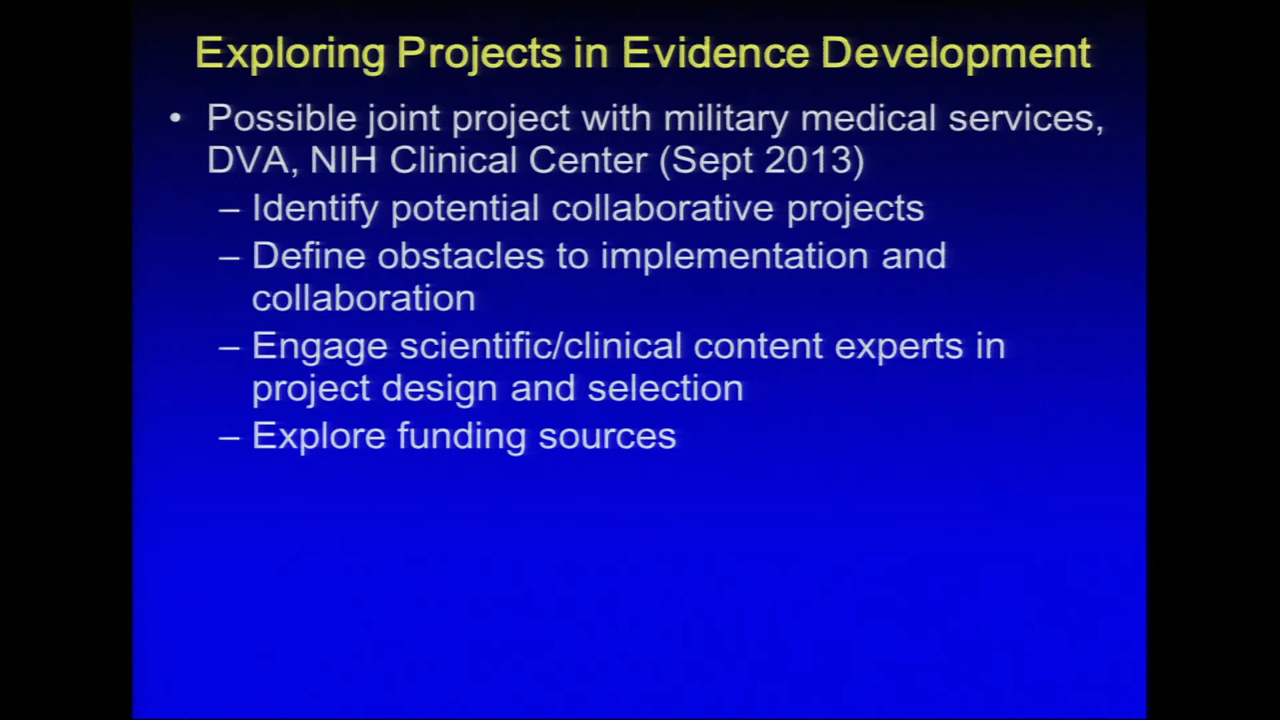 Exploring Projects in Evidence Development
• Possible joint project with military medical services,
DVA, NIH Clinical Center (Sept 2013)
– Identify potential collaborative projects
– Define obstacles to implementation and
collaboration
– Engage scientific/clinical content experts in
project design and selection
– Explore funding sources